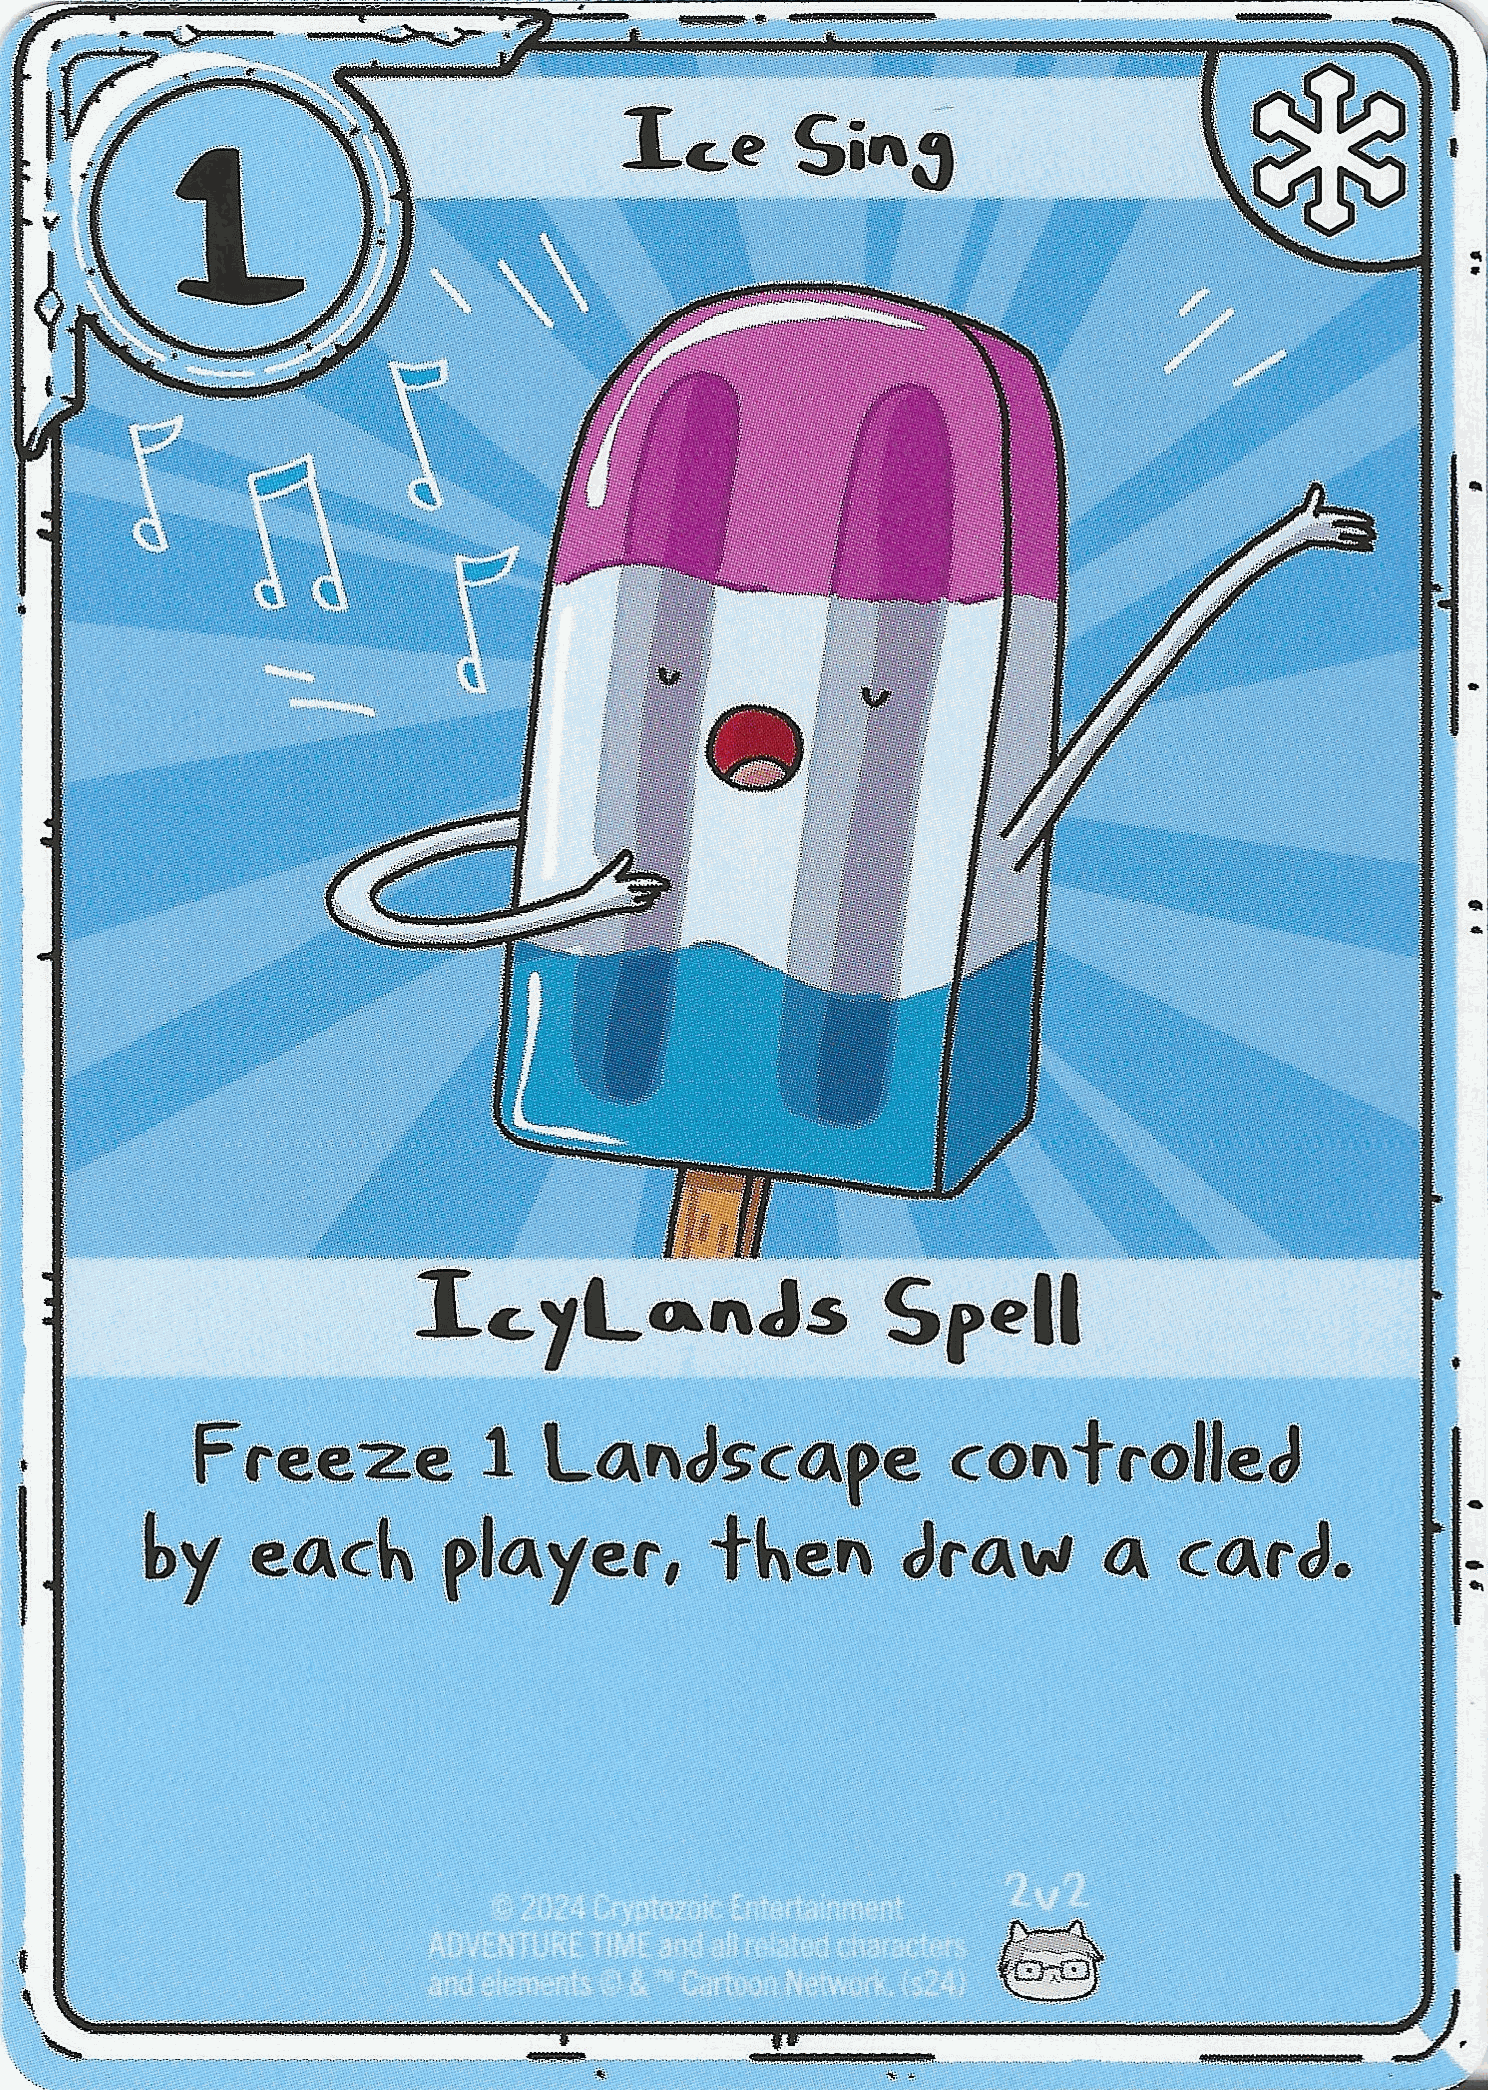 1
Ice Sing
IcyLands Spell
Freeze 1 Landscape controlled
by each player, then draw a card.
© 2024 Cryptozoic Entertainment
ADVENTURE TIME and all related characters
and elements © & ™ Cartoon Network. (s24)
2v2